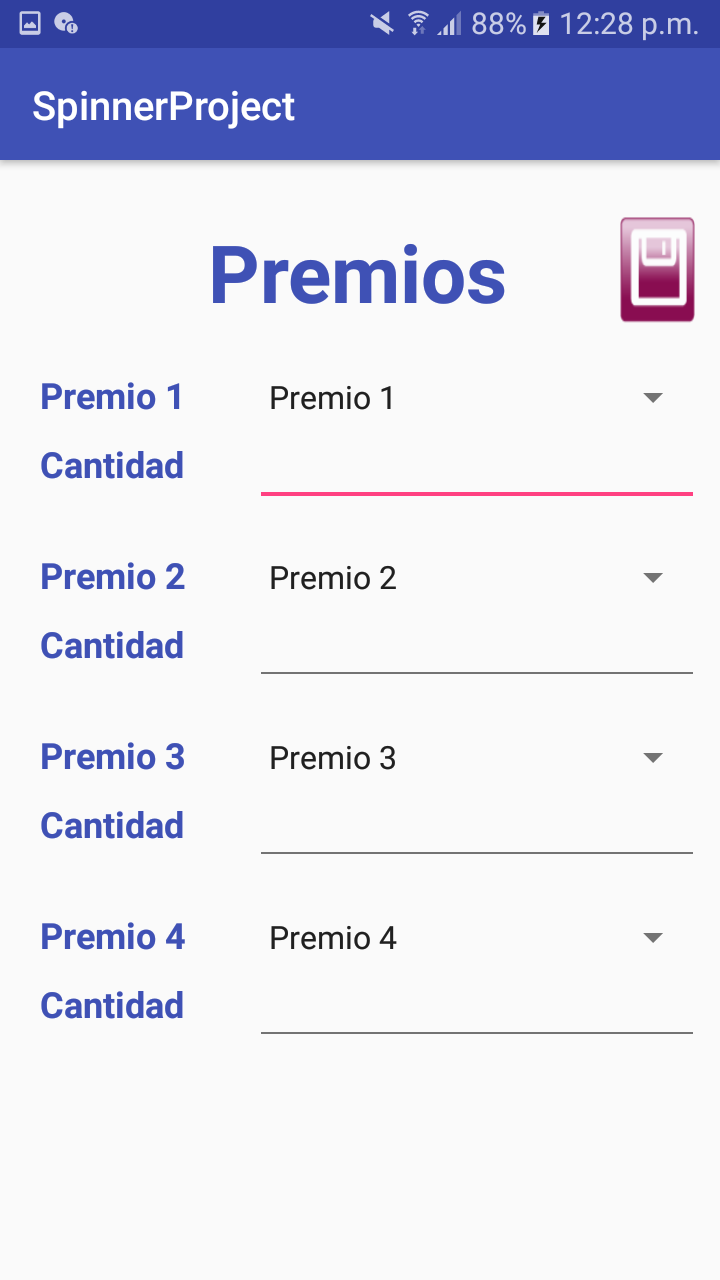 88% 12:28 p.m.
SpinnerProject
Premios
Premio 1 Premio 1
Cantidad
Premio 2 Premio 2
Cantidad
Premio 3 Premio 3
Cantidad
Premio 4 Premio 4
Cantidad